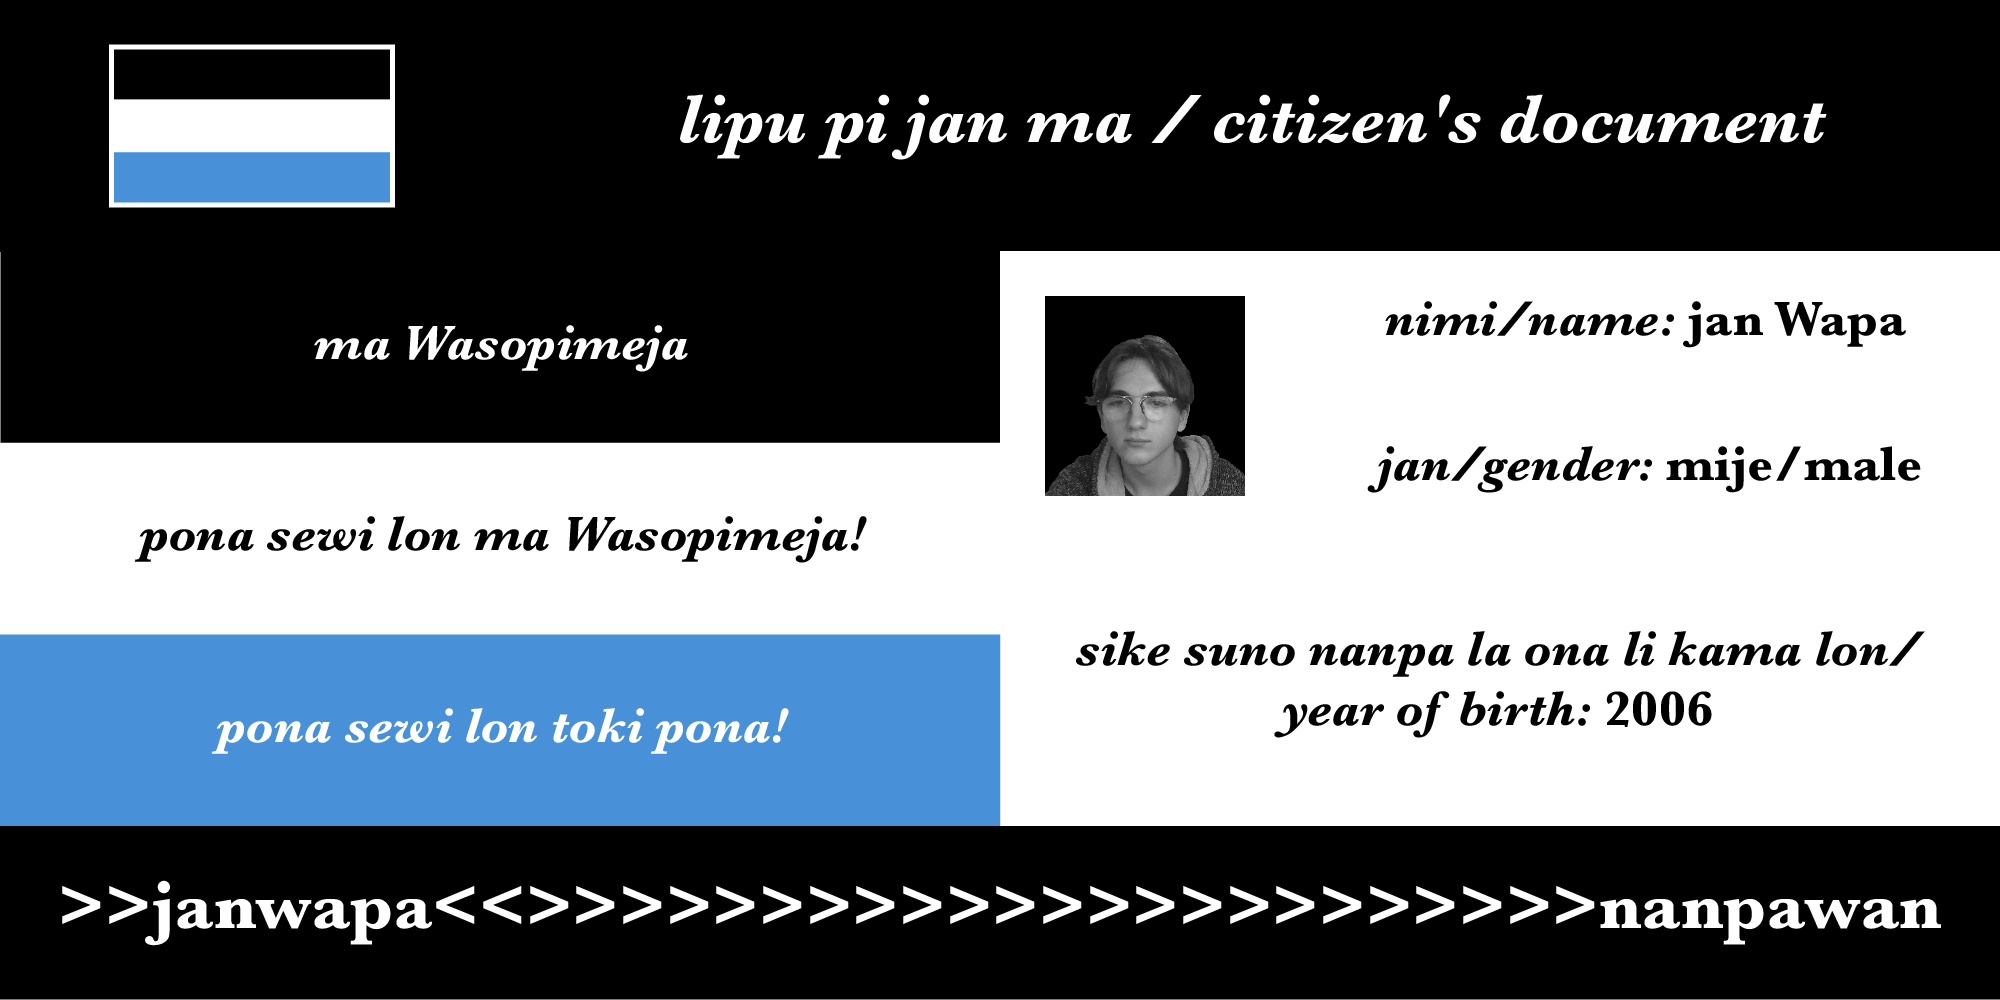 lipu pi jan ma / citizen's document
ma Wasopimeja
pona sewi lon ma Wasopimeja!
pona sewi lon toki pona!
nimi/name: jan Wapa
jan/gender: mije/male
sike suno nanpa la ona li kama lon/
year of birth: 2006
>>janwapa<<>>>>>>>>>>>>>>>>>>>>>>>nanpawan